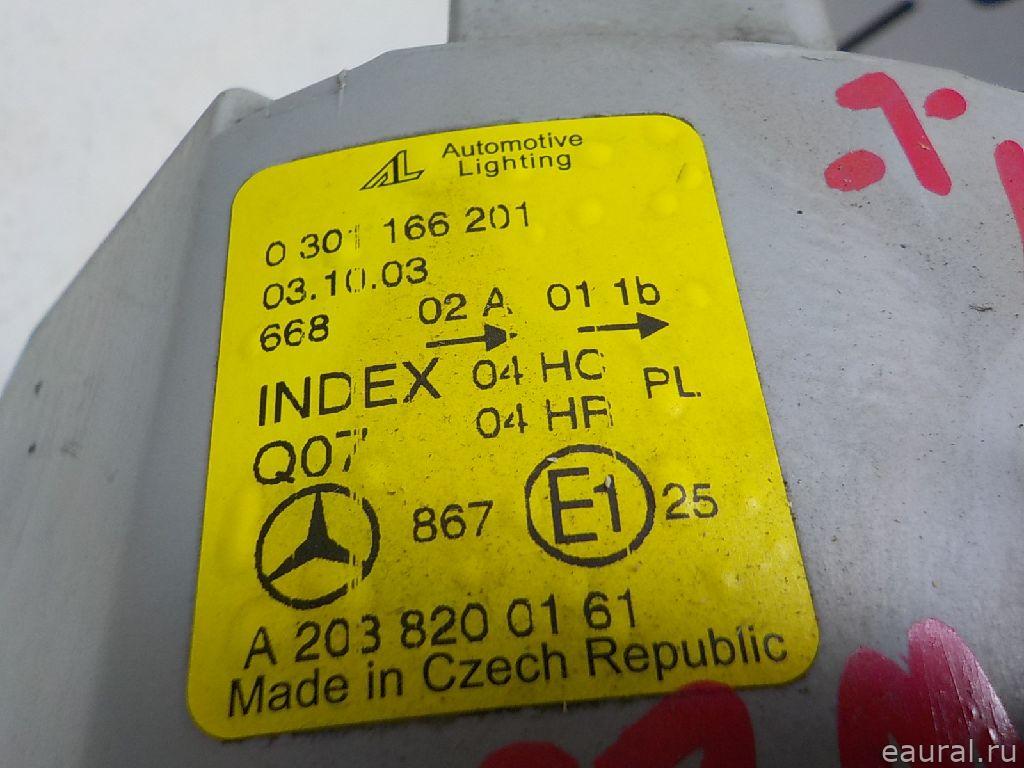 AL Automotive
Lighting
0 301 166 201
03.10.03
668 02 A 01 1b
INDEX 04 HC PL
Q07 04 HR
867 E1 25
A 203 820 01 61
Made in Czech Republic
eaural.ru